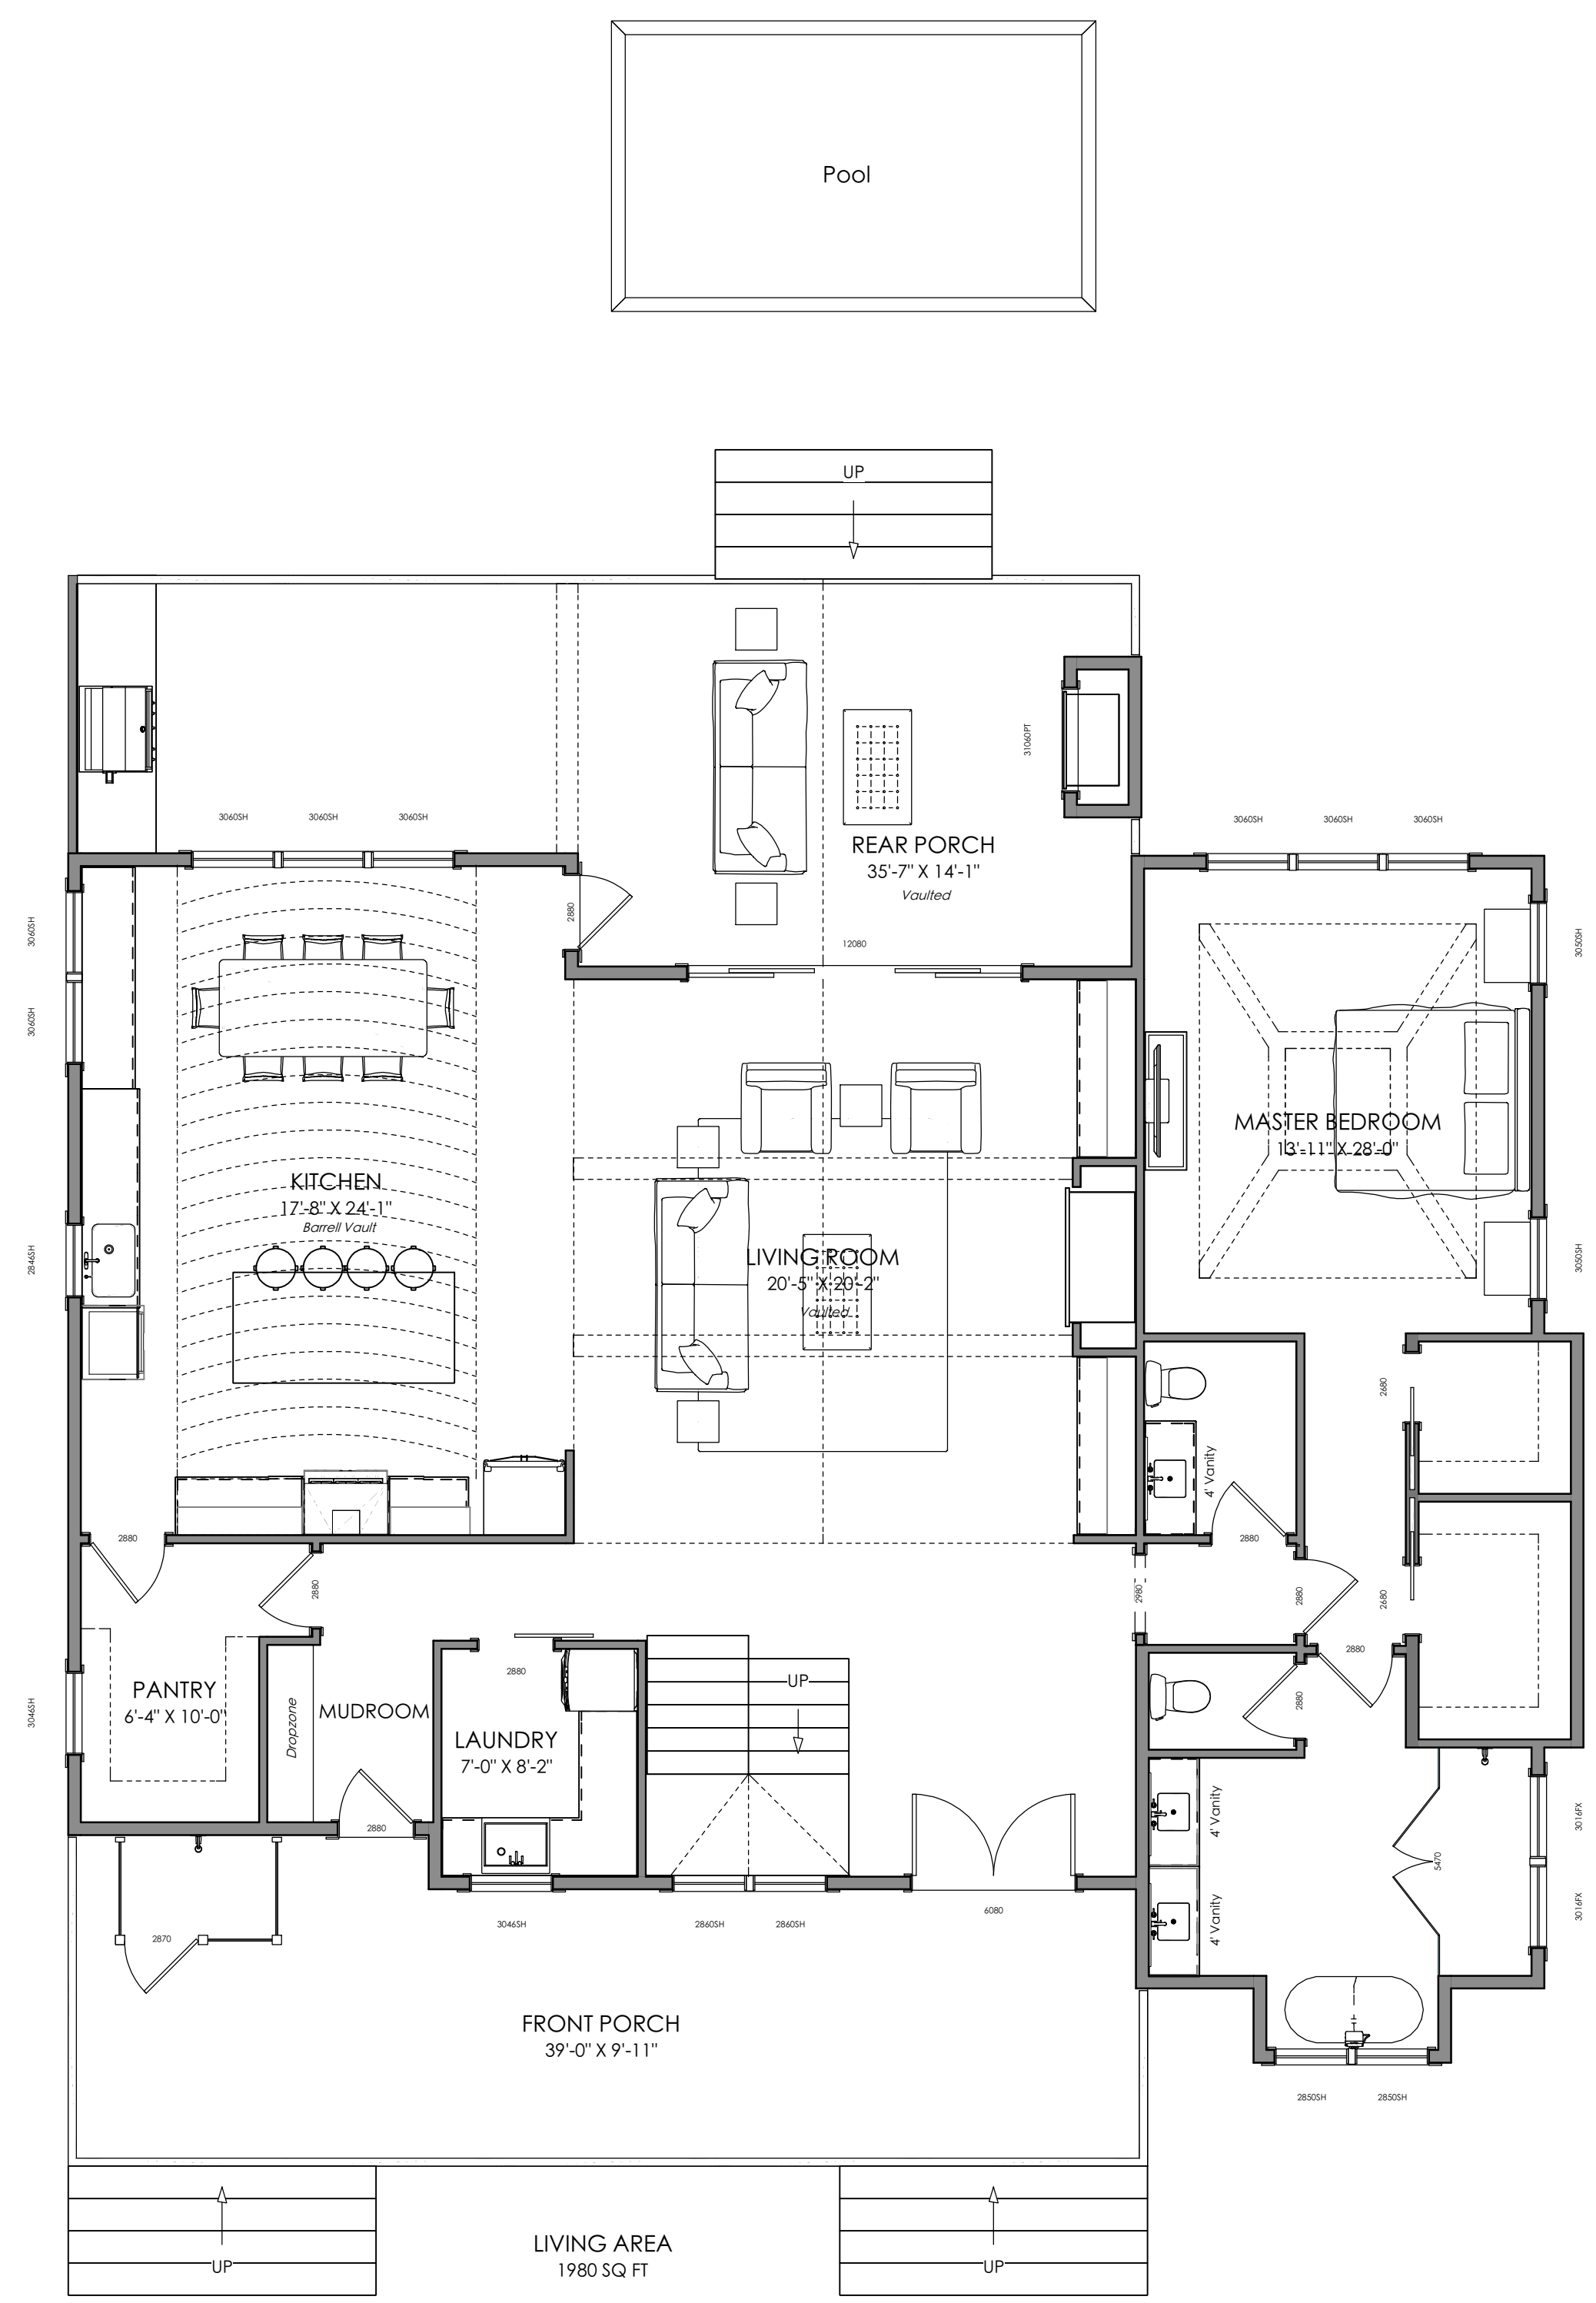 Pool
UP
31060PT
3060SH
3060SH
3060SH
REAR PORCH
35'-7" X 14'-1"
Vaulted
3060SH
3060SH
3060SH
2880
12080
3060SH
3060SH
3050SH
MASTER BEDROOM
13'-11" X 28'-0"
KITCHEN
17'-8" X 24'-1"
Barrell Vault
LIVING ROOM
20'-5" X 20'-2"
Vaulted
2846SH
3050SH
2680
4' Vanity
2880
2880
2880
2980
2880
2680
2880
2880
2880
PANTRY
6'-4" X 10'-0"
3046SH
Dropzone
MUDROOM
LAUNDRY
7'-0" X 8'-2"
UP
4' Vanity
3016FX
2880
5470
4' Vanity
3016FX
6080
3046SH
2860SH
2860SH
2870
FRONT PORCH
39'-0" X 9'-11"
2850SH
2850SH
LIVING AREA
1980 SQ FT
UP
UP